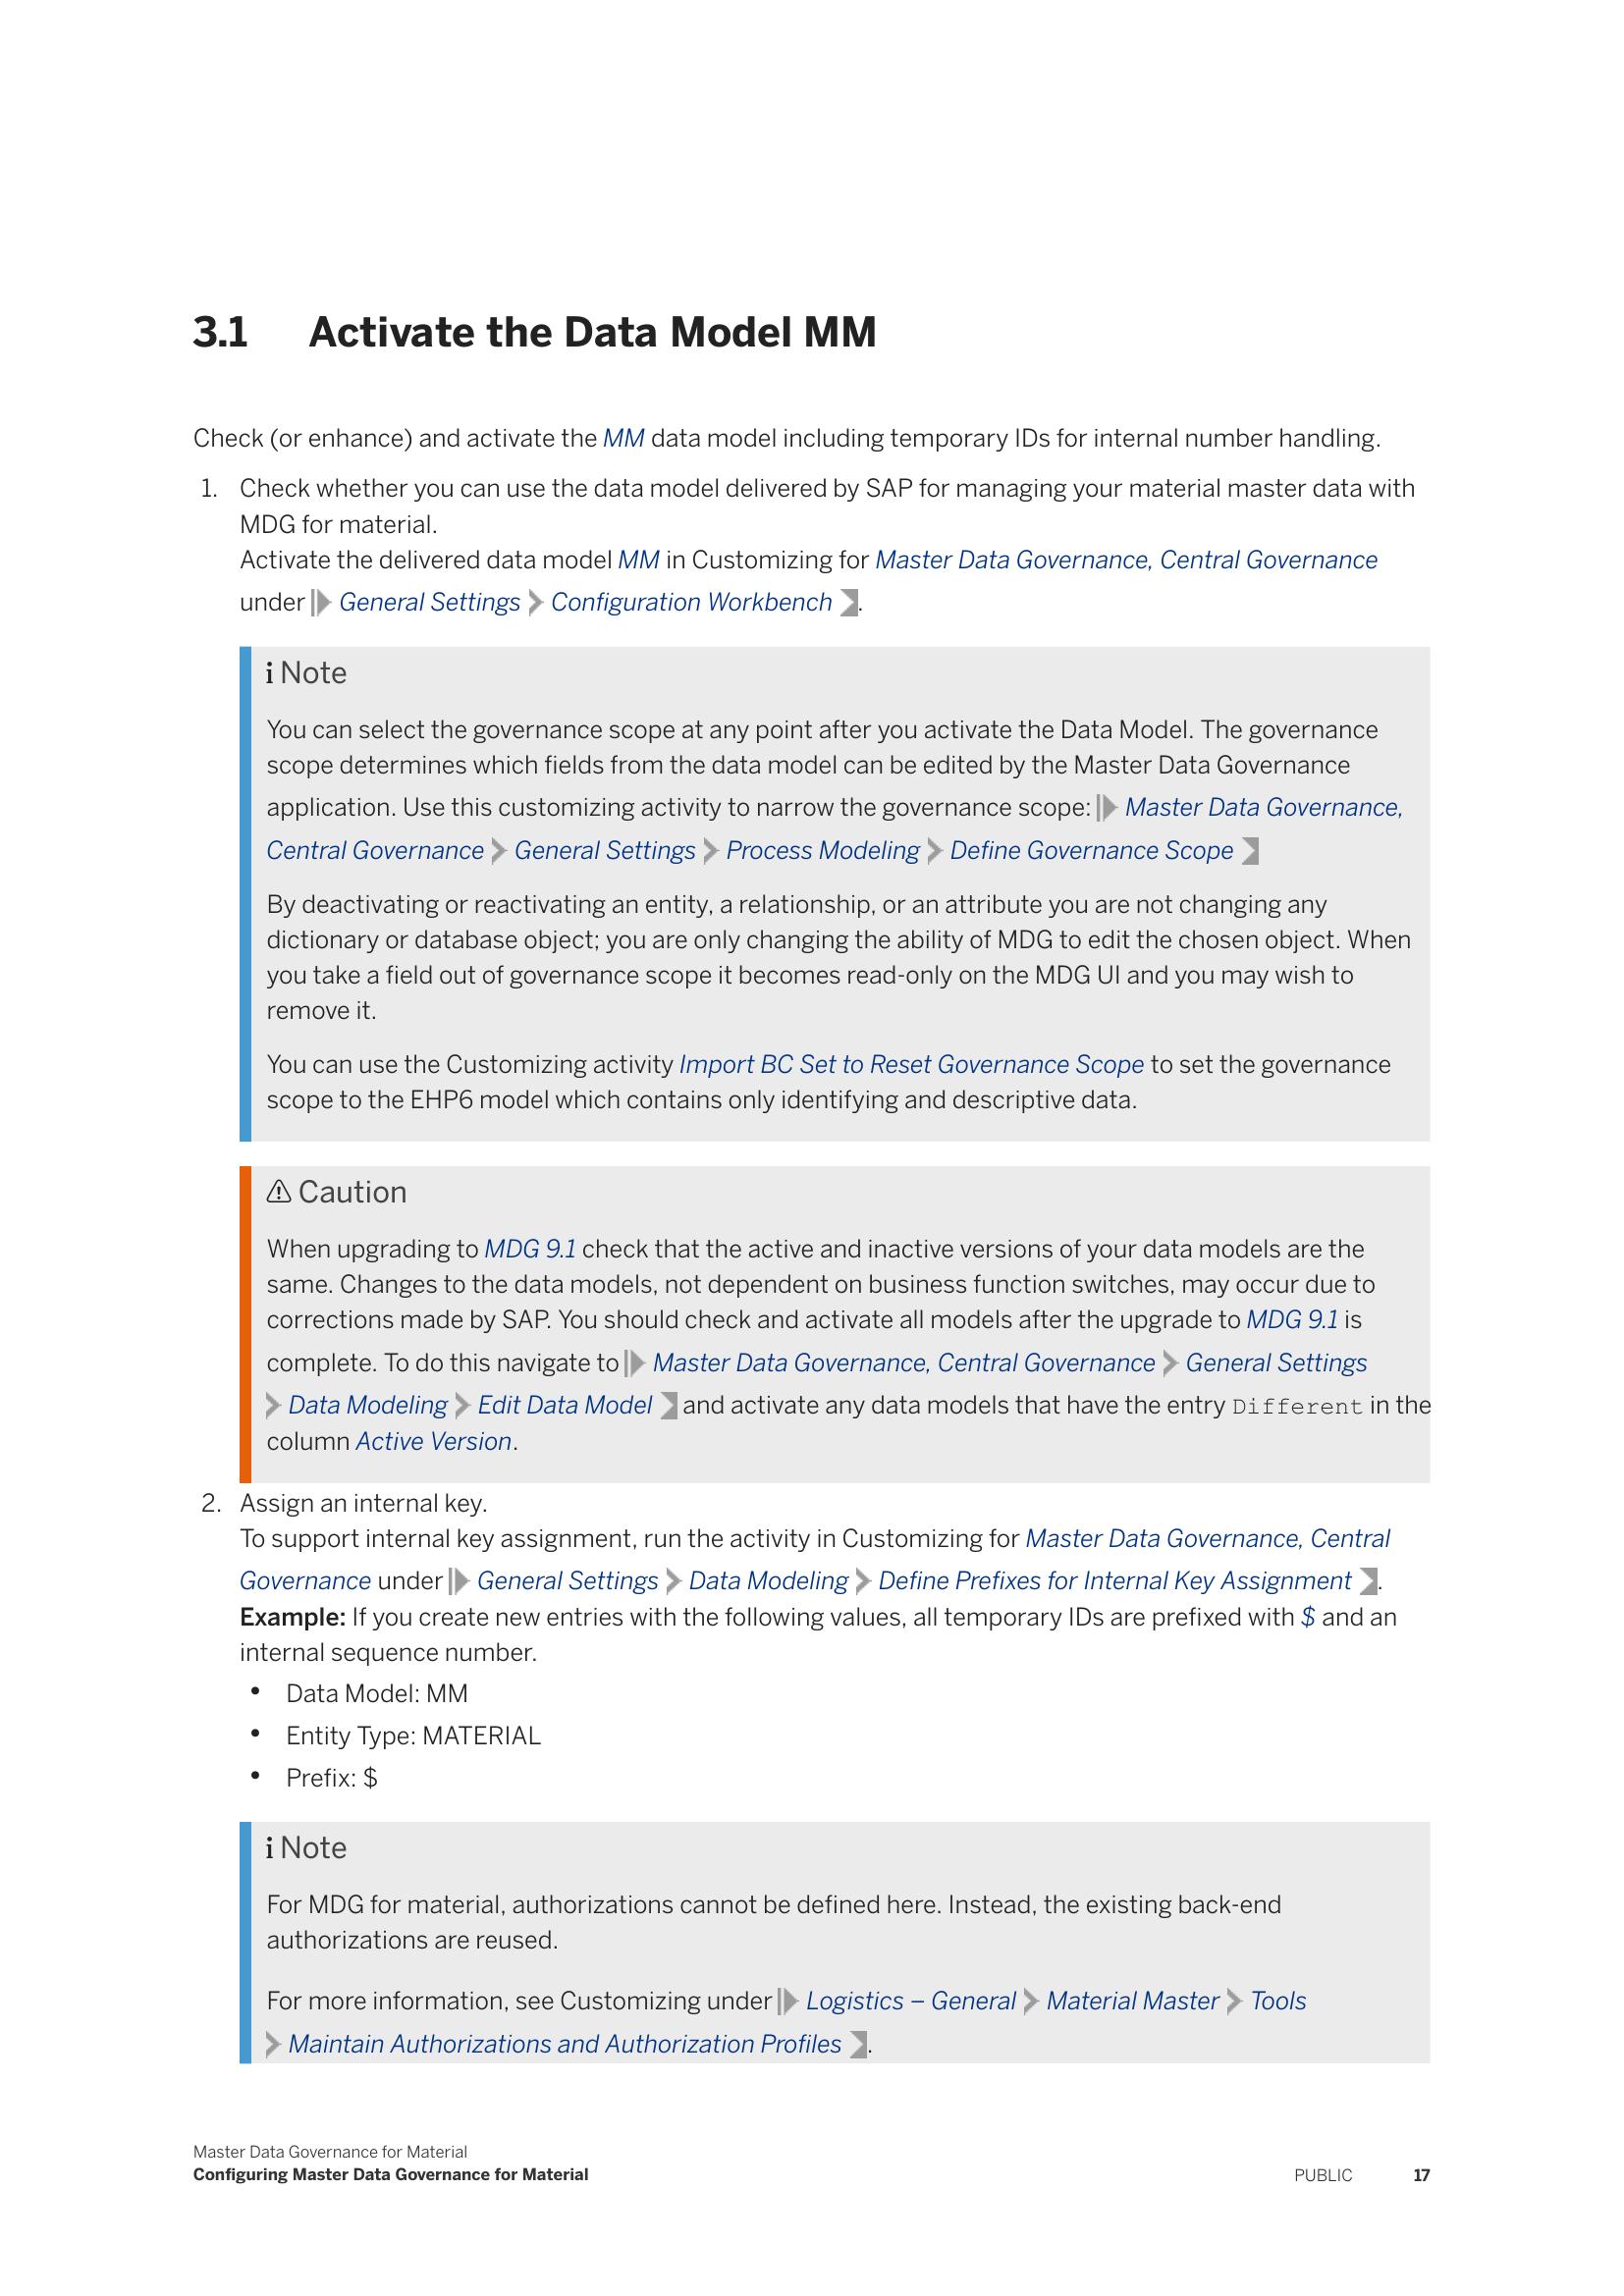 3.1 Activate the Data Model MM
Check (or enhance) and activate the MM data model including temporary IDs for internal number handling.
1. Check whether you can use the data model delivered by SAP for managing your material master data with
MDG for material.
Activate the delivered data model MM in Customizing for Master Data Governance, Central Governance
under General Settings Configuration Workbench .
i Note
You can select the governance scope at any point after you activate the Data Model. The governance
scope determines which fields from the data model can be edited by the Master Data Governance
application. Use this customizing activity to narrow the governance scope: Master Data Governance,
Central Governance General Settings Process Modeling Define Governance Scope
By deactivating or reactivating an entity, a relationship, or an attribute you are not changing any
dictionary or database object; you are only changing the ability of MDG to edit the chosen object. When
you take a field out of governance scope it becomes read-only on the MDG UI and you may wish to
remove it.
You can use the Customizing activity Import BC Set to Reset Governance Scope to set the governance
scope to the EHP6 model which contains only identifying and descriptive data.
⚠ Caution
When upgrading to MDG 9.1 check that the active and inactive versions of your data models are the
same. Changes to the data models, not dependent on business function switches, may occur due to
corrections made by SAP. You should check and activate all models after the upgrade to MDG 9.1 is
complete. To do this navigate to Master Data Governance, Central Governance General Settings
Data Modeling Edit Data Model and activate any data models that have the entry Different in the
column Active Version.
2. Assign an internal key.
To support internal key assignment, run the activity in Customizing for Master Data Governance, Central
Governance under General Settings Data Modeling Define Prefixes for Internal Key Assignment .
Example: If you create new entries with the following values, all temporary IDs are prefixed with $ and an
internal sequence number.
• Data Model: MM
• Entity Type: MATERIAL
• Prefix: $
i Note
For MDG for material, authorizations cannot be defined here. Instead, the existing back-end
authorizations are reused.
For more information, see Customizing under Logistics – General Material Master Tools
Maintain Authorizations and Authorization Profiles .
Master Data Governance for Material
Configuring Master Data Governance for Material
PUBLIC 17